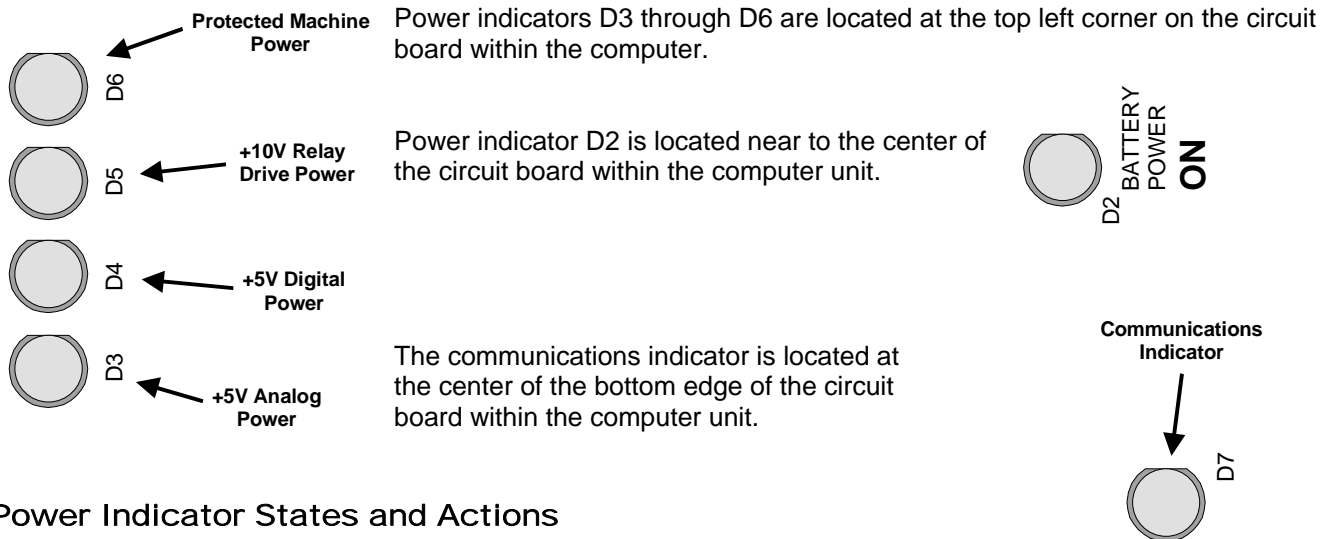 Protected Machine
Power
Power indicators D3 through D6 are located at the top left corner on the circuit
board within the computer.
D6
+10V Relay
Drive Power
D5
Power indicator D2 is located near to the center of
the circuit board within the computer unit.
D2
BATTERY
POWER
ON
D4
+5V Digital
Power
D3
+5V Analog
Power
The communications indicator is located at
the center of the bottom edge of the circuit
board within the computer unit.
Communications
Indicator
D7
Power Indicator States and Actions